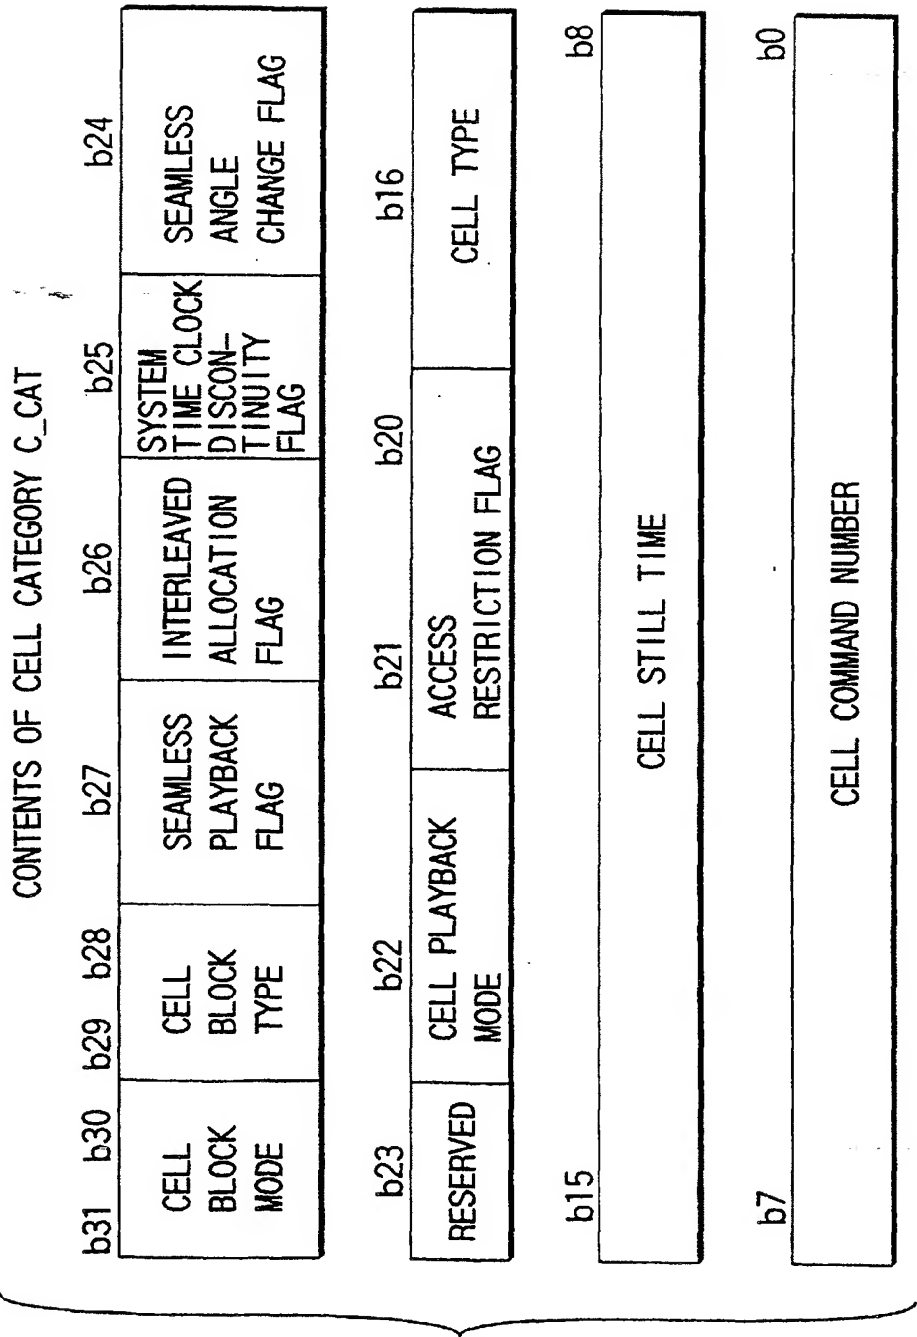 CONTENTS OF CELL CATEGORY C_CAT
b31 b30 b29 b28 b27 b26 b25 b24
CELL
BLOCK
MODE
CELL
BLOCK
TYPE
SEAMLESS
PLAYBACK
FLAG
INTERLEAVED
ALLOCATION
FLAG
SYSTEM
TIME CLOCK
DISCON-
TINUITY
FLAG
SEAMLESS
ANGLE
CHANGE FLAG
b23 b22 b21 b20 b16
RESERVED
CELL PLAYBACK
MODE
ACCESS
RESTRICTION FLAG
CELL TYPE
b15 b8
CELL STILL TIME
b7 b0
CELL COMMAND NUMBER